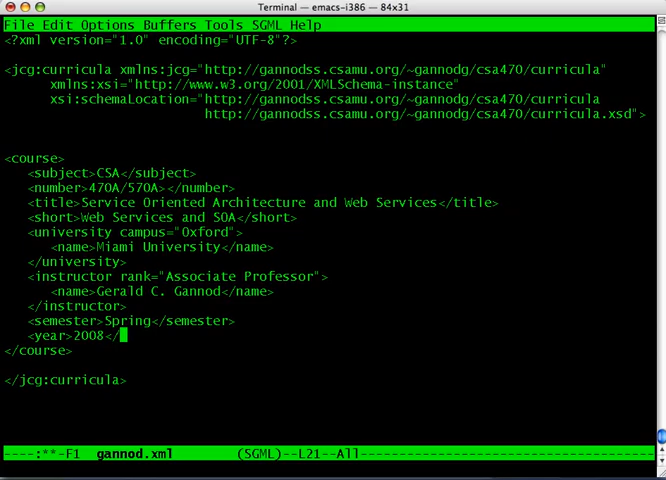 Terminal — emacs-i386 — 84x31
File Edit Options Buffers Tools SGML Help
<?xml version="1.0" encoding="UTF-8"?>
<jcg:curricula xmlns:jcg="http://gannodss.csamu.org/~gannodg/csa470/curricula"
xmlns:xsi="http://www.w3.org/2001/XMLSchema-instance"
xsi:schemaLocation="http://gannodss.csamu.org/~gannodg/csa470/curricula
http://gannodss.csamu.org/~gannodg/csa470/curricula.xsd">
<course>
<subject>CSA</subject>
<number>470A/570A></number>
<title>Service Oriented Architecture and Web Services</title>
<short>Web Services and SOA</short>
<university campus="Oxford">
<name>Miami University</name>
</university>
<instructor rank="Associate Professor">
<name>Gerald C. Gannod</name>
</instructor>
<semester>Spring</semester>
<year>2008</
</course>
</jcg:curricula>
----:**-F1 gannod.xml (SGML)--L21--All----------------------------------------